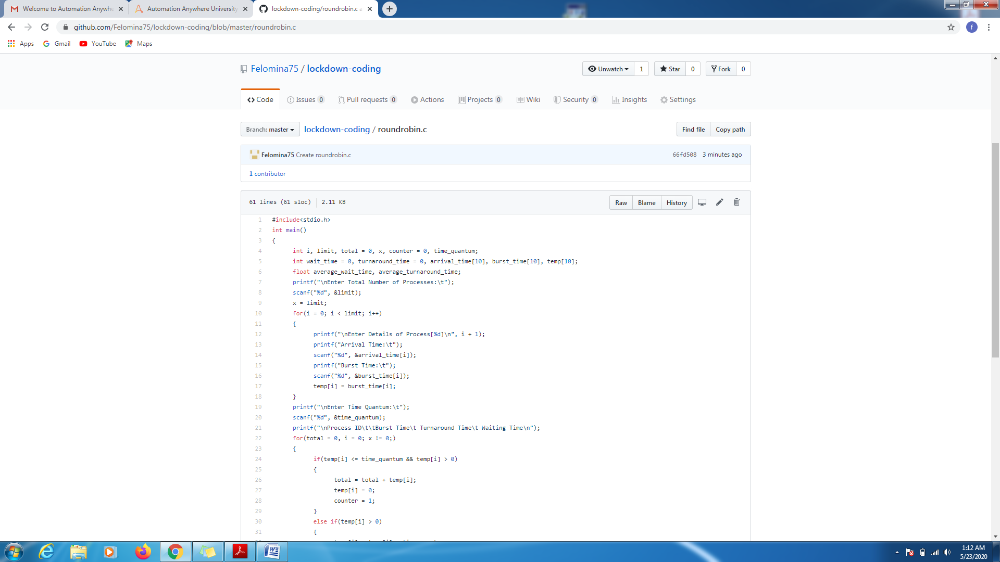 Welcome to Automation Anywhe
Automation Anywhere University
lockdown-coding/roundrobin.c a
github.com/Felomina75/lockdown-coding/blob/master/roundrobin.c
f
Apps
Gmail
YouTube
Maps
Felomina75 / lockdown-coding
Unwatch 1
Star 0
Fork 0
Code
Issues 0
Pull requests 0
Actions
Projects 0
Wiki
Security 0
Insights
Settings
Branch: master
lockdown-coding / roundrobin.c
Find file
Copy path
Felomina75 Create roundrobin.c
66fd508 3 minutes ago
1 contributor
61 lines (61 sloc) 2.11 KB
Raw
Blame
History
1 #include<stdio.h>
2 int main()
3 {
4 int i, limit, total = 0, x, counter = 0, time_quantum;
5 int wait_time = 0, turnaround_time = 0, arrival_time[10], burst_time[10], temp[10];
6 float average_wait_time, average_turnaround_time;
7 printf("\nEnter Total Number of Processes:\t");
8 scanf("%d", &limit);
9 x = limit;
10 for(i = 0; i < limit; i++)
11 {
12 printf("\nEnter Details of Process[%d]\n", i + 1);
13 printf("Arrival Time:\t");
14 scanf("%d", &arrival_time[i]);
15 printf("Burst Time:\t");
16 scanf("%d", &burst_time[i]);
17 temp[i] = burst_time[i];
18 }
19 printf("\nEnter Time Quantum:\t");
20 scanf("%d", &time_quantum);
21 printf("\nProcess ID\t\tBurst Time\t Turnaround Time\t Waiting Time\n");
22 for(total = 0, i = 0; x != 0;)
23 {
24 if(temp[i] <= time_quantum && temp[i] > 0)
25 {
26 total = total + temp[i];
27 temp[i] = 0;
28 counter = 1;
29 }
30 else if(temp[i] > 0)
31 {
1:12 AM
5/23/2020